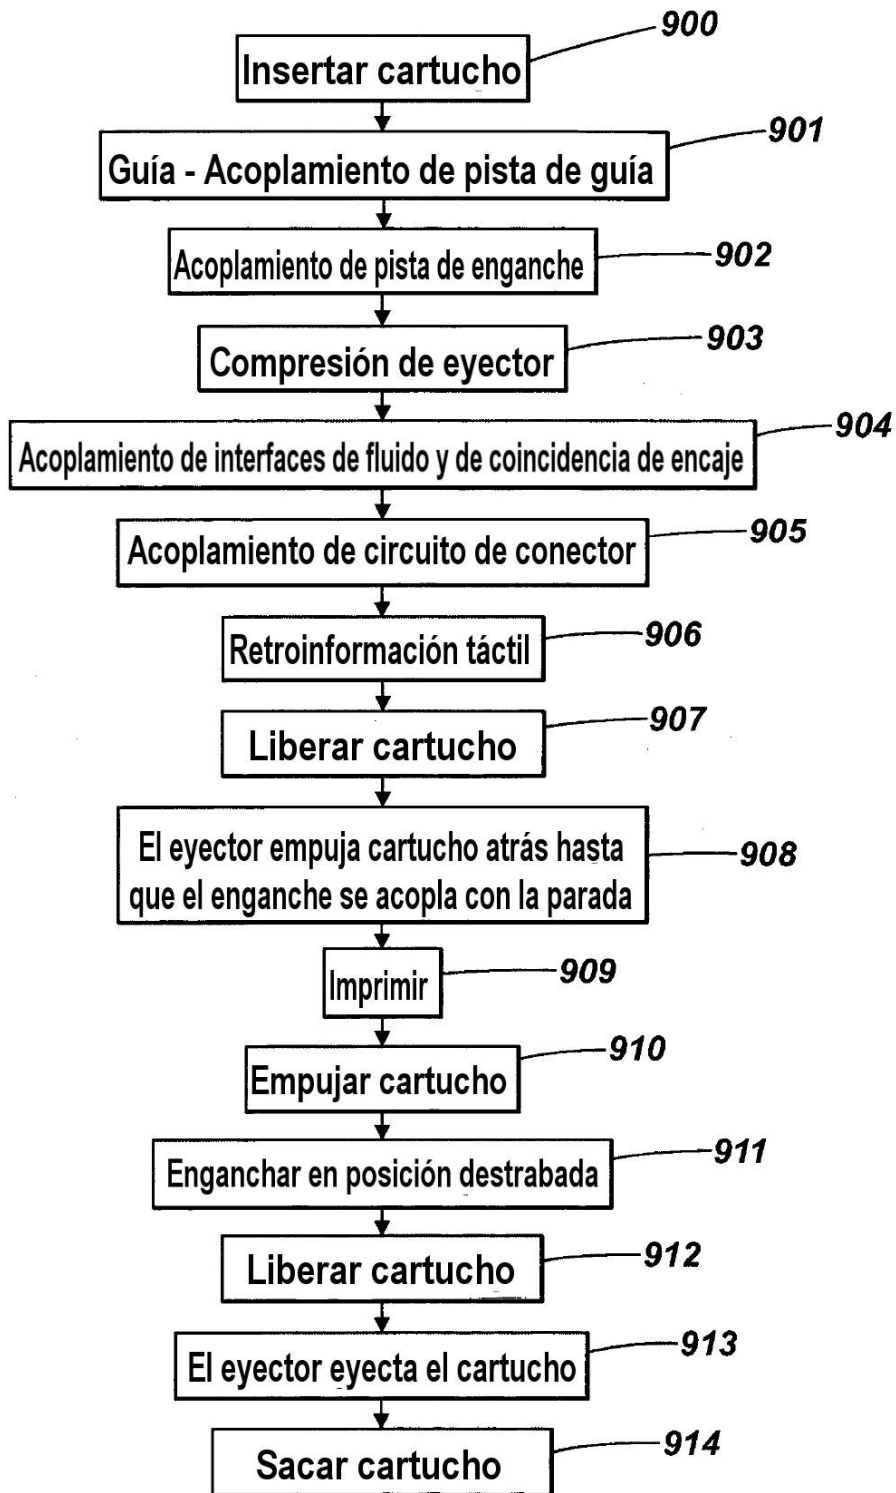 900
Insertar cartucho
901
Guía - Acoplamiento de pista de guía
902
Acoplamiento de pista de enganche
903
Compresión de eyector
904
Acoplamiento de interfaces de fluido y de coincidencia de encaje
905
Acoplamiento de circuito de conector
906
Retroinformación táctil
907
Liberar cartucho
908
El eyector empuja cartucho atrás hasta
que el enganche se acopla con la parada
909
Imprimir
910
Empujar cartucho
911
Enganchar en posición destrabada
912
Liberar cartucho
913
El eyector eyecta el cartucho
914
Sacar cartucho